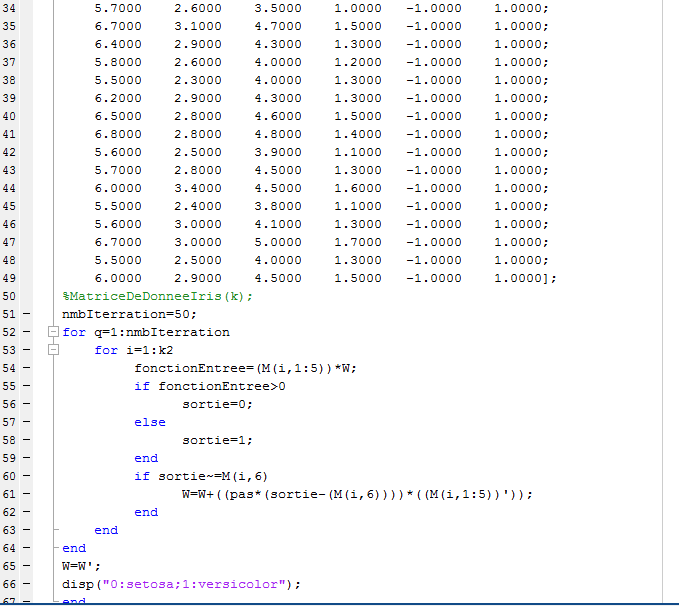 34 5.7000 2.6000 3.5000 1.0000 -1.0000 1.0000;
35 6.7000 3.1000 4.7000 1.5000 -1.0000 1.0000;
36 6.4000 2.9000 4.3000 1.3000 -1.0000 1.0000;
37 5.8000 2.6000 4.0000 1.2000 -1.0000 1.0000;
38 5.5000 2.3000 4.0000 1.3000 -1.0000 1.0000;
39 6.2000 2.9000 4.3000 1.3000 -1.0000 1.0000;
40 6.5000 2.8000 4.6000 1.5000 -1.0000 1.0000;
41 6.8000 2.8000 4.8000 1.4000 -1.0000 1.0000;
42 5.6000 2.5000 3.9000 1.1000 -1.0000 1.0000;
43 5.7000 2.8000 4.5000 1.3000 -1.0000 1.0000;
44 6.0000 3.4000 4.5000 1.6000 -1.0000 1.0000;
45 5.5000 2.4000 3.8000 1.1000 -1.0000 1.0000;
46 5.6000 3.0000 4.1000 1.3000 -1.0000 1.0000;
47 6.7000 3.0000 5.0000 1.7000 -1.0000 1.0000;
48 5.5000 2.5000 4.0000 1.3000 -1.0000 1.0000;
49 6.0000 2.9000 4.5000 1.5000 -1.0000 1.0000];
50 %MatriceDeDonneeIris(k);
51 – nmbIterration=50;
52 – for q=1:nmbIterration
53 – for i=1:k2
54 – fonctionEntree=(M(i,1:5))*W;
55 – if fonctionEntree>0
56 – sortie=0;
57 – else
58 – sortie=1;
59 – end
60 – if sortie~=M(i,6)
61 – W=W+((pas*(sortie-(M(i,6))))*((M(i,1:5))'));
62 – end
63 – end
64 – end
65 – W=W';
66 – disp("0:setosa;1:versicolor");
67 – end